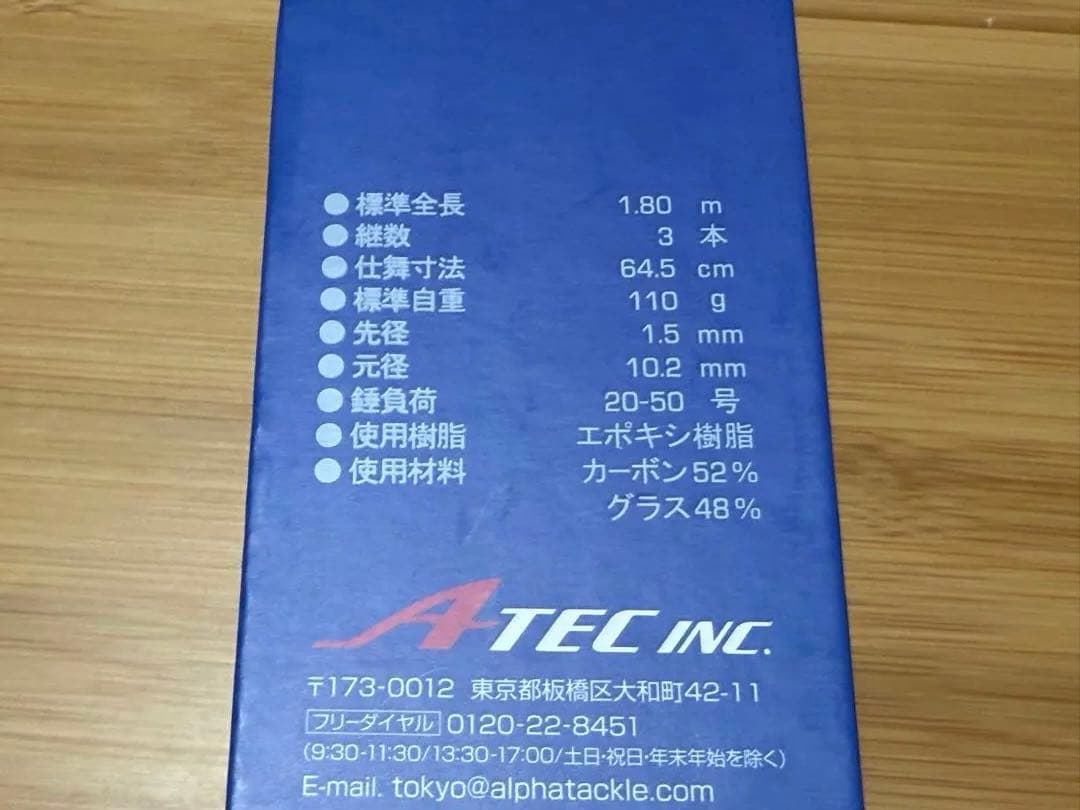 ● 標準全長 1.80 m
● 継数 3 本
● 仕舞寸法 64.5 cm
● 標準自重 110 g
● 先径 1.5 mm
● 元径 10.2 mm
● 錘負荷 20-50 号
● 使用樹脂 エポキシ樹脂
● 使用材料 カーボン52%
グラス48%
ATEC INC.
〒173-0012 東京都板橋区大和町42-11
フリーダイヤル 0120-22-8451
(9:30-11:30/13:30-17:00/土日・祝日・年末年始を除く)
E-mail. tokyo@alphatackle.com